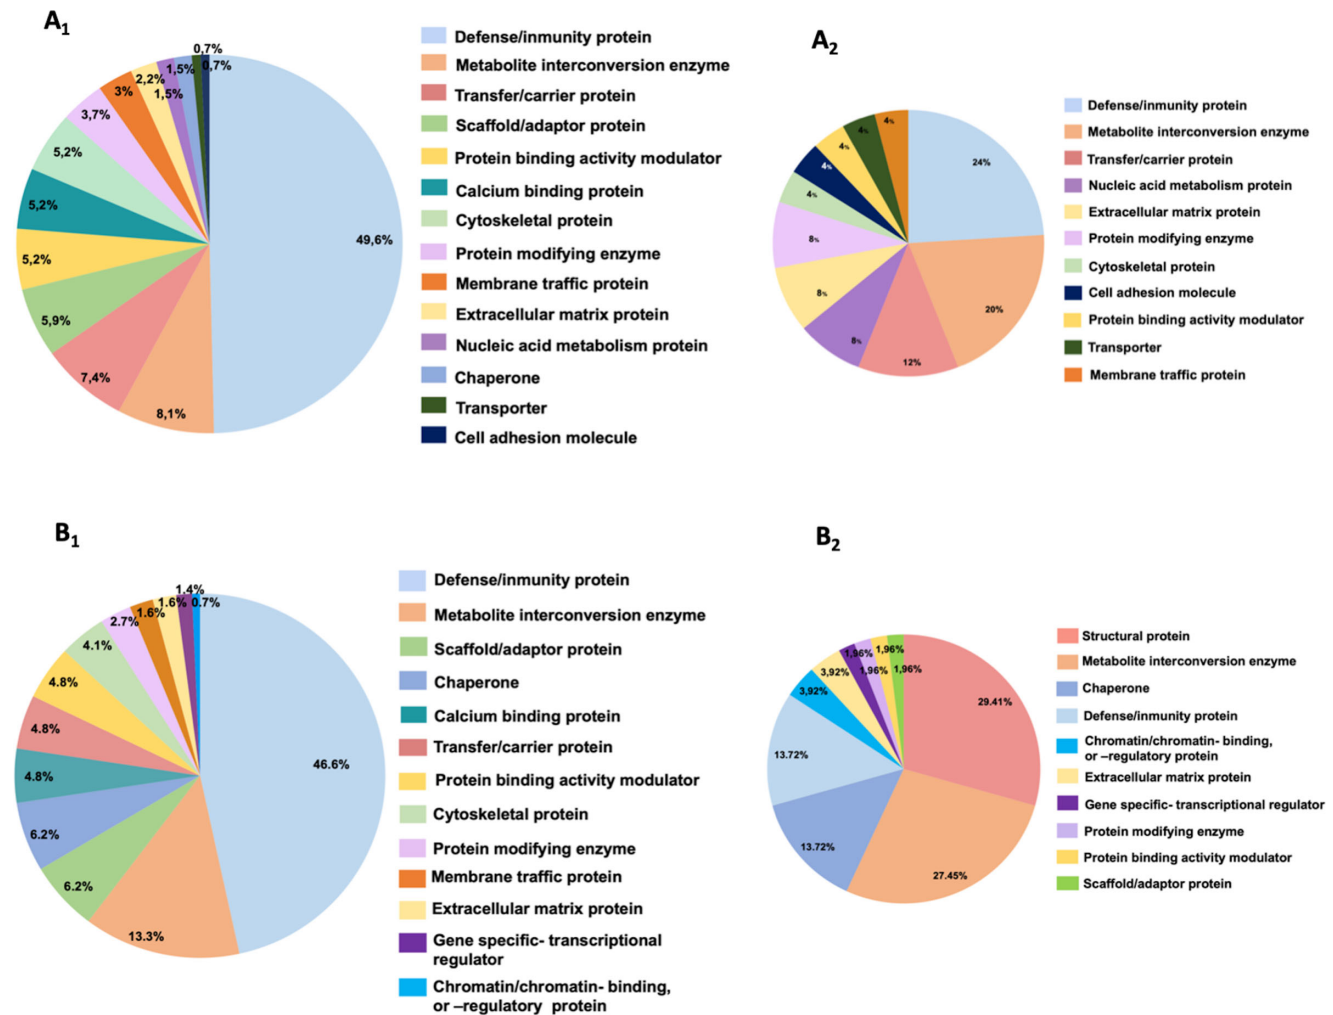 A1
0,7%
0,7%
1,5%
2,2%
1,5%
3%
3,7%
5,2%
5,2%
5,2%
5,9%
7,4%
8,1%
49,6%
Defense/inmunity protein
Metabolite interconversion enzyme
Transfer/carrier protein
Scaffold/adaptor protein
Protein binding activity modulator
Calcium binding protein
Cytoskeletal protein
Protein modifying enzyme
Membrane traffic protein
Extracellular matrix protein
Nucleic acid metabolism protein
Chaperone
Transporter
Cell adhesion molecule
A2
4%
4%
4%
4%
4%
8%
8%
8%
12%
20%
24%
Defense/inmunity protein
Metabolite interconversion enzyme
Transfer/carrier protein
Nucleic acid metabolism protein
Extracellular matrix protein
Protein modifying enzyme
Cytoskeletal protein
Cell adhesion molecule
Protein binding activity modulator
Transporter
Membrane traffic protein
B1
1.4%
0.7%
1.6%
1.6%
2.7%
4.1%
4.8%
4.8%
4.8%
6.2%
6.2%
13.3%
46.6%
Defense/inmunity protein
Metabolite interconversion enzyme
Scaffold/adaptor protein
Chaperone
Calcium binding protein
Transfer/carrier protein
Protein binding activity modulator
Cytoskeletal protein
Protein modifying enzyme
Membrane traffic protein
Extracellular matrix protein
Gene specific- transcriptional
regulator
Chromatin/chromatin- binding,
or –regulatory protein
B2
1,96%
1,96%
1,96%
1,96%
3,92%
3,92%
13.72%
13.72%
27.45%
29.41%
Structural protein
Metabolite interconversion enzyme
Chaperone
Defense/inmunity protein
Chromatin/chromatin- binding,
or –regulatory protein
Extracellular matrix protein
Gene specific- transcriptional regulator
Protein modifying enzyme
Protein binding activity modulator
Scaffold/adaptor protein